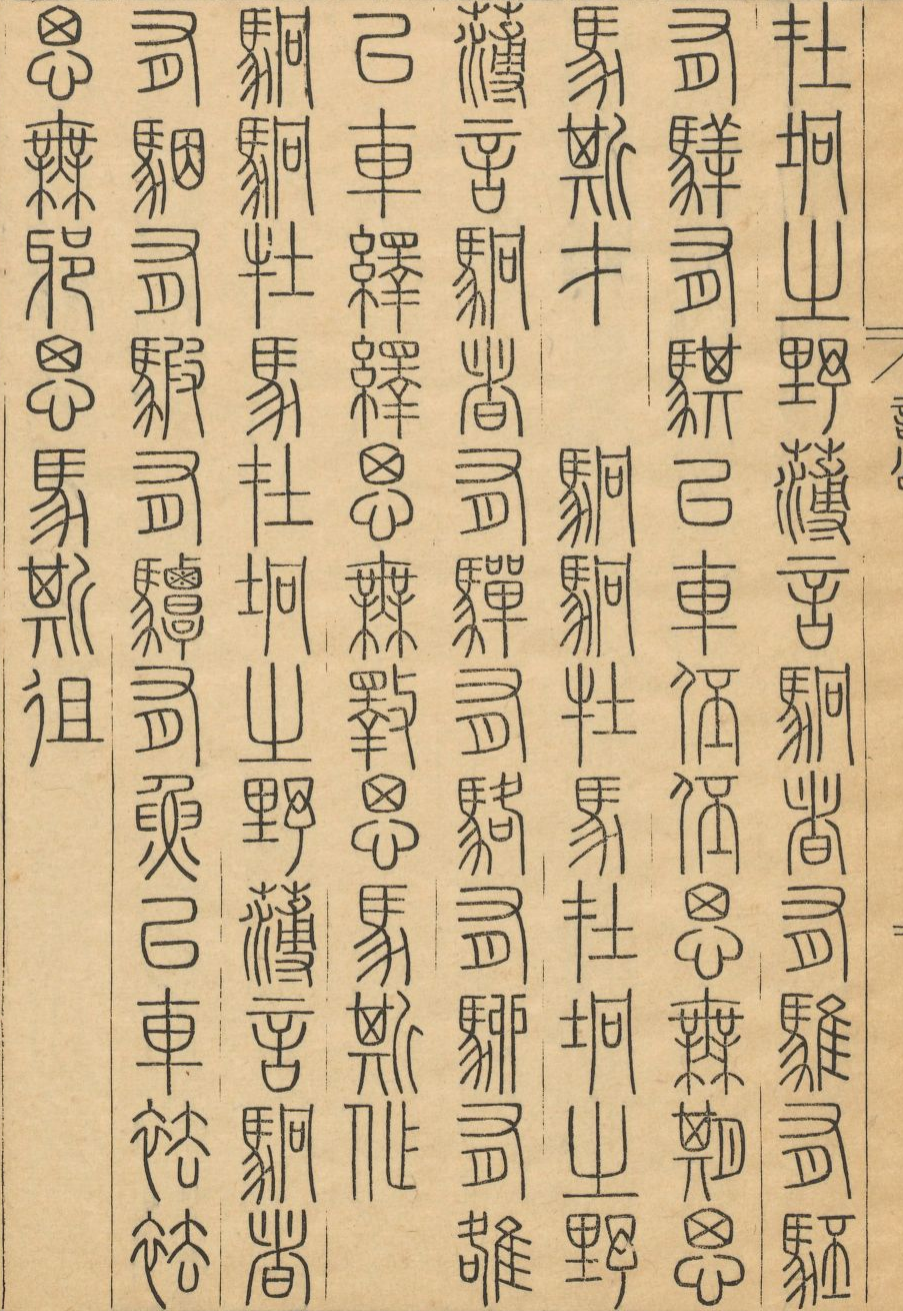 在坰之野薄言駉者有騅有駓
有騂有騏以車伾伾思無期思
馬斯才　駉駉牡馬在坰之野
薄言駉者有驒有駱有駵有雒
以車繹繹思無斁思馬斯作
駉駉牡馬在坰之野薄言駉者
有駰有騢有驔有魚以車袪袪
思無邪思馬斯徂